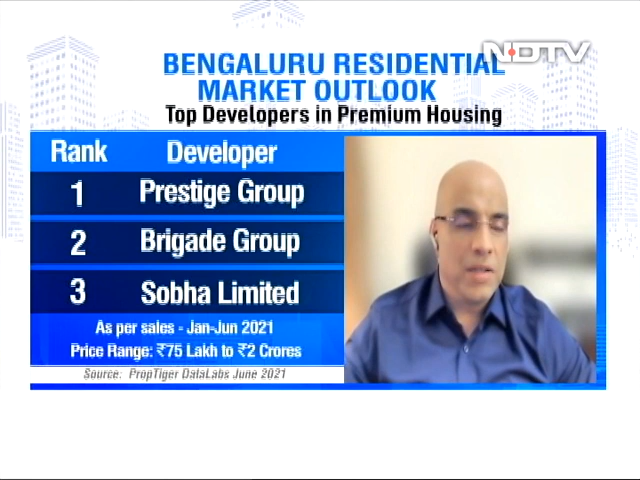 NDTV
BENGALURU RESIDENTIAL
MARKET OUTLOOK
Top Developers in Premium Housing
Rank Developer
1 Prestige Group
2 Brigade Group
3 Sobha Limited
As per sales - Jan-Jun 2021
Price Range: ₹75 Lakh to ₹2 Crores
Source: PropTiger DataLabs June 2021